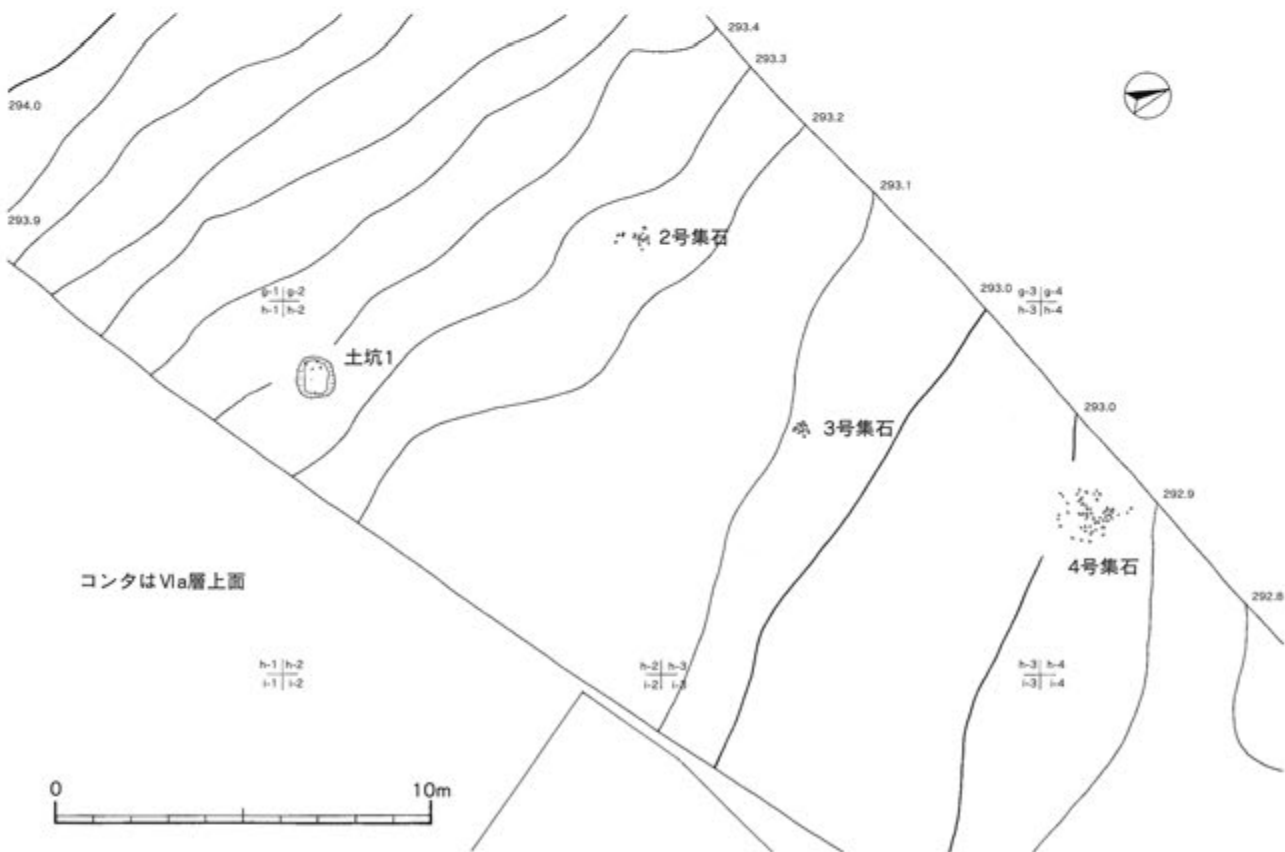 293.4
293.3
294.0
293.2
293.1
293.9
2号集石
g-1 g-2
h-1 h-2
293.0
g-3 g-4
h-3 h-4
土坑1
293.0
3号集石
292.9
4号集石
コンタはⅥa層上面
292.8
h-1 h-2
i-1 i-2
h-2 h-3
i-2 i-3
h-3 h-4
i-3 i-4
0 10m